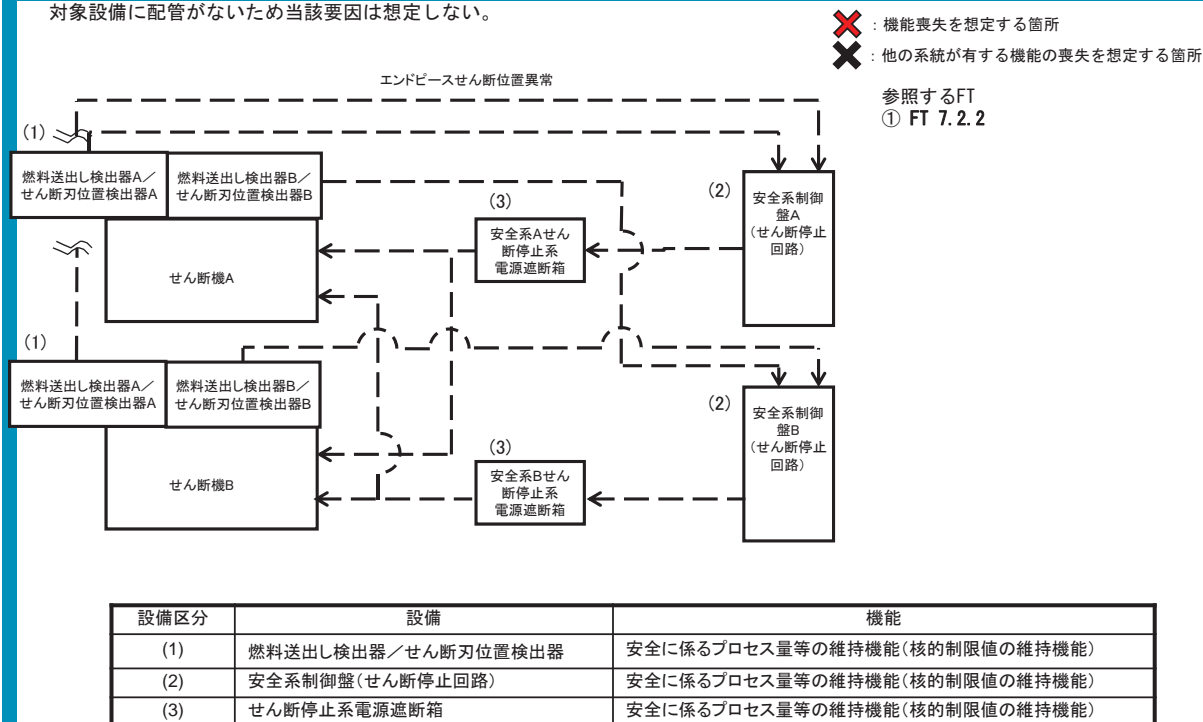 対象設備に配管がないため当該要因は想定しない。
：機能喪失を想定する箇所
：他の系統が有する機能の喪失を想定する箇所
参照するFT
① FT 7.2.2
エンドピースせん断位置異常
(1)
燃料送出し検出器A／
せん断刃位置検出器A
燃料送出し検出器B／
せん断刃位置検出器B
せん断機A
(3)
安全系Aせん
断停止系
電源遮断箱
(2)
安全系制御
盤A
(せん断停止
回路)
(1)
燃料送出し検出器A／
せん断刃位置検出器A
燃料送出し検出器B／
せん断刃位置検出器B
せん断機B
(3)
安全系Bせん
断停止系
電源遮断箱
(2)
安全系制御
盤B
(せん断停止
回路)
設備区分 設備 機能
(1) 燃料送出し検出器／せん断刃位置検出器 安全に係るプロセス量等の維持機能(核的制限値の維持機能)
(2) 安全系制御盤(せん断停止回路) 安全に係るプロセス量等の維持機能(核的制限値の維持機能)
(3) せん断停止系電源遮断箱 安全に係るプロセス量等の維持機能(核的制限値の維持機能)